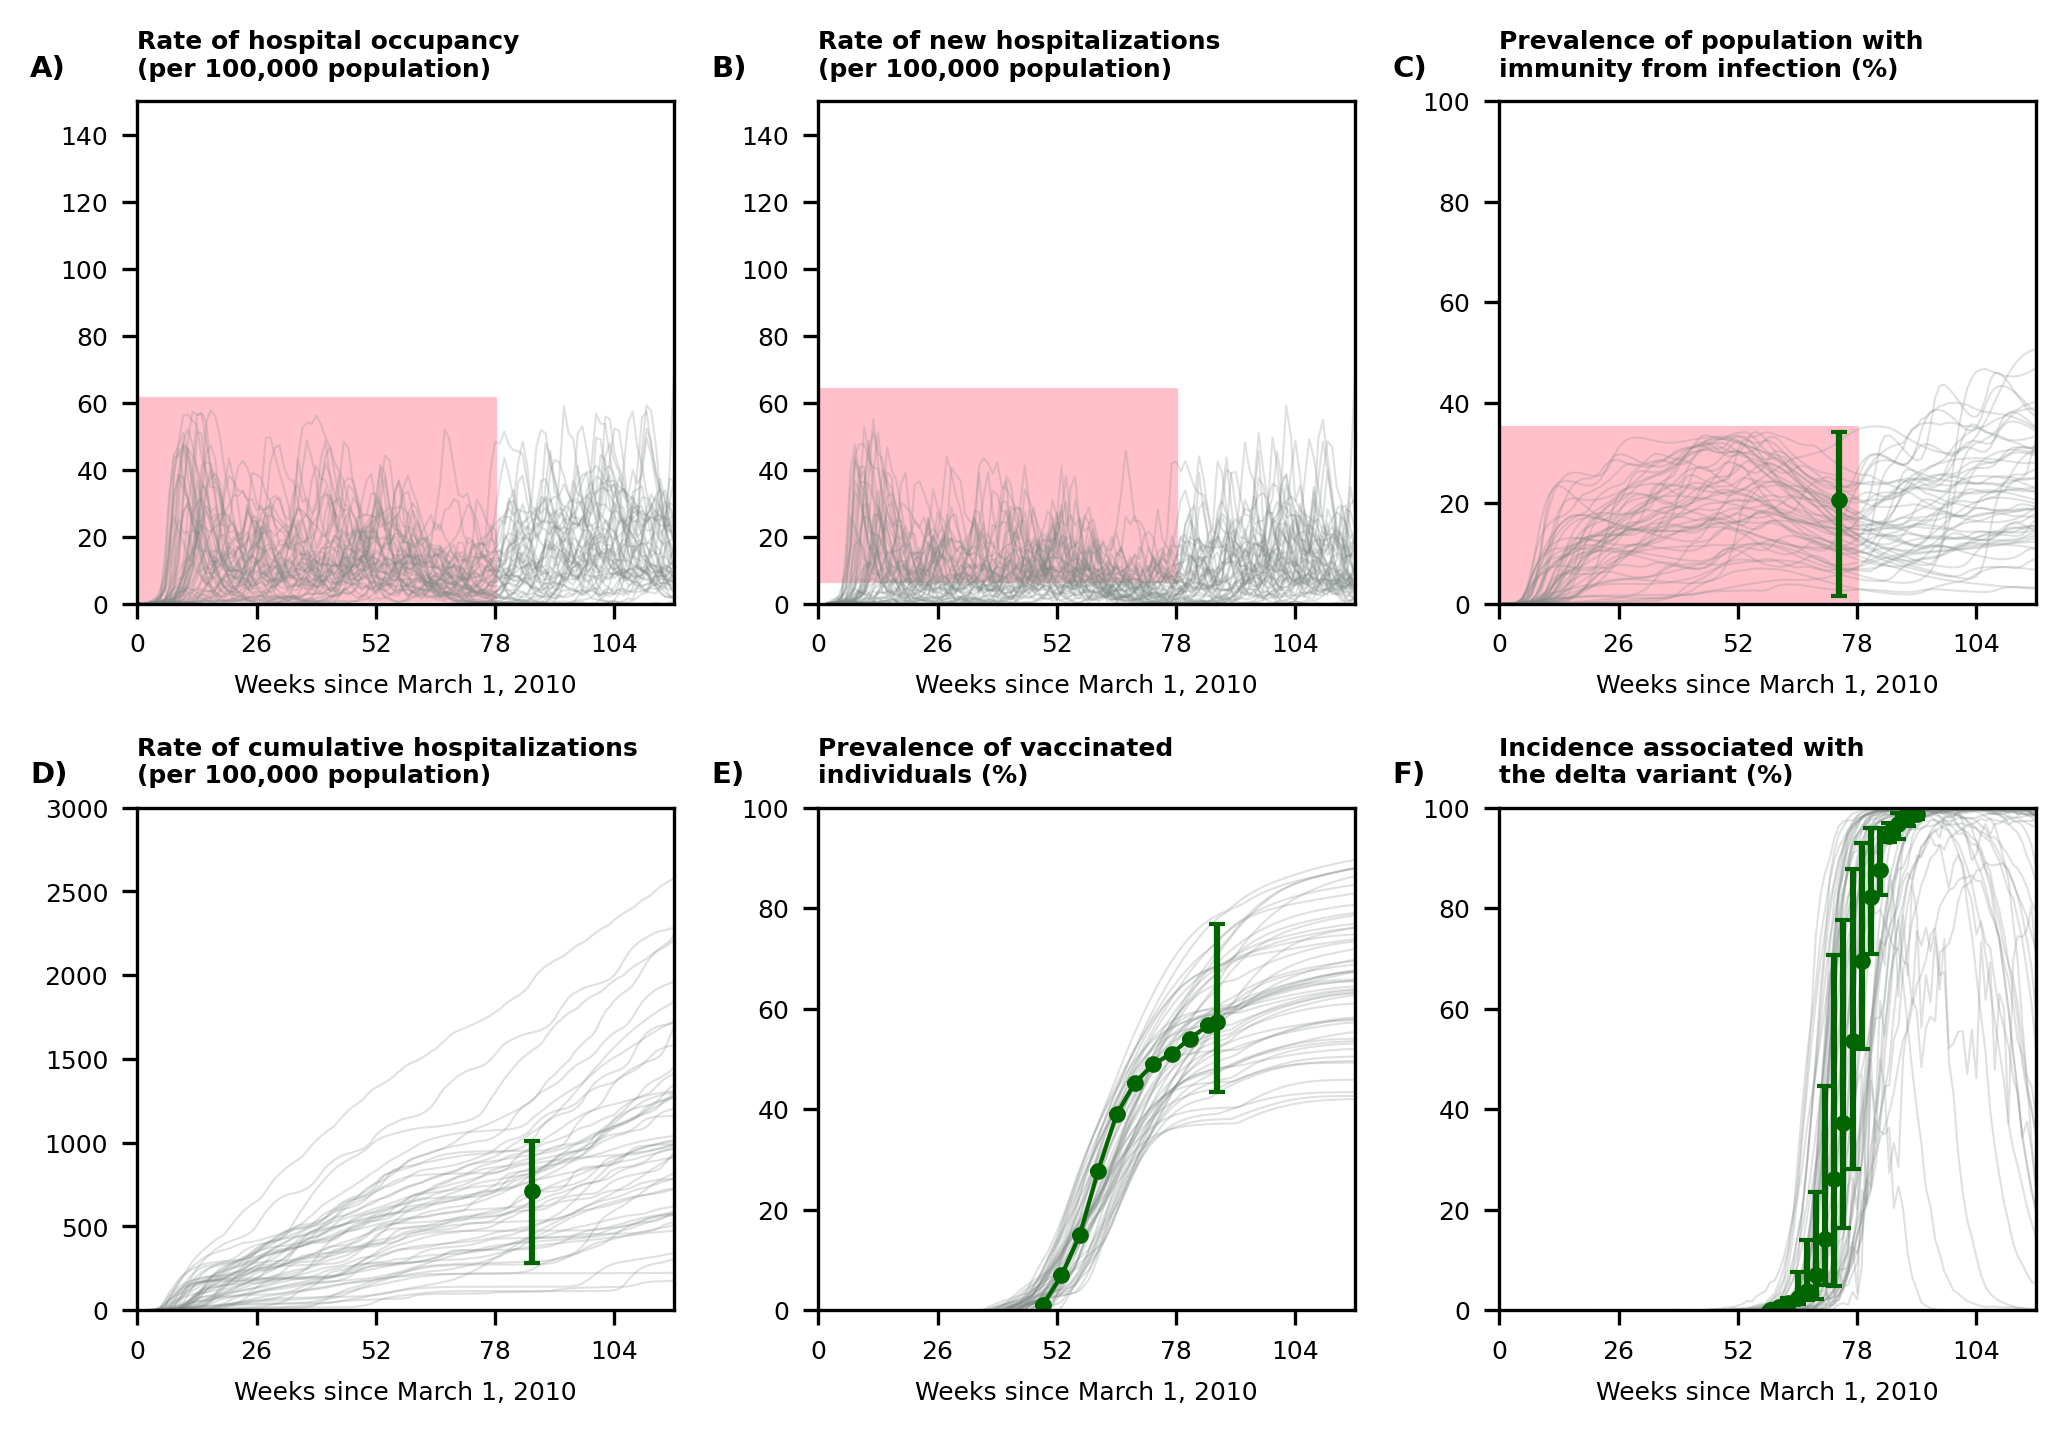 A)
Rate of hospital occupancy
(per 100,000 population)
140
120
100
80
60
40
20
0
0 26 52 78 104
Weeks since March 1, 2010
B)
Rate of new hospitalizations
(per 100,000 population)
140
120
100
80
60
40
20
0
0 26 52 78 104
Weeks since March 1, 2010
C)
Prevalence of population with
immunity from infection (%)
100
80
60
40
20
0
0 26 52 78 104
Weeks since March 1, 2010
D)
Rate of cumulative hospitalizations
(per 100,000 population)
3000
2500
2000
1500
1000
500
0
0 26 52 78 104
Weeks since March 1, 2010
E)
Prevalence of vaccinated
individuals (%)
100
80
60
40
20
0
0 26 52 78 104
Weeks since March 1, 2010
F)
Incidence associated with
the delta variant (%)
100
80
60
40
20
0
0 26 52 78 104
Weeks since March 1, 2010